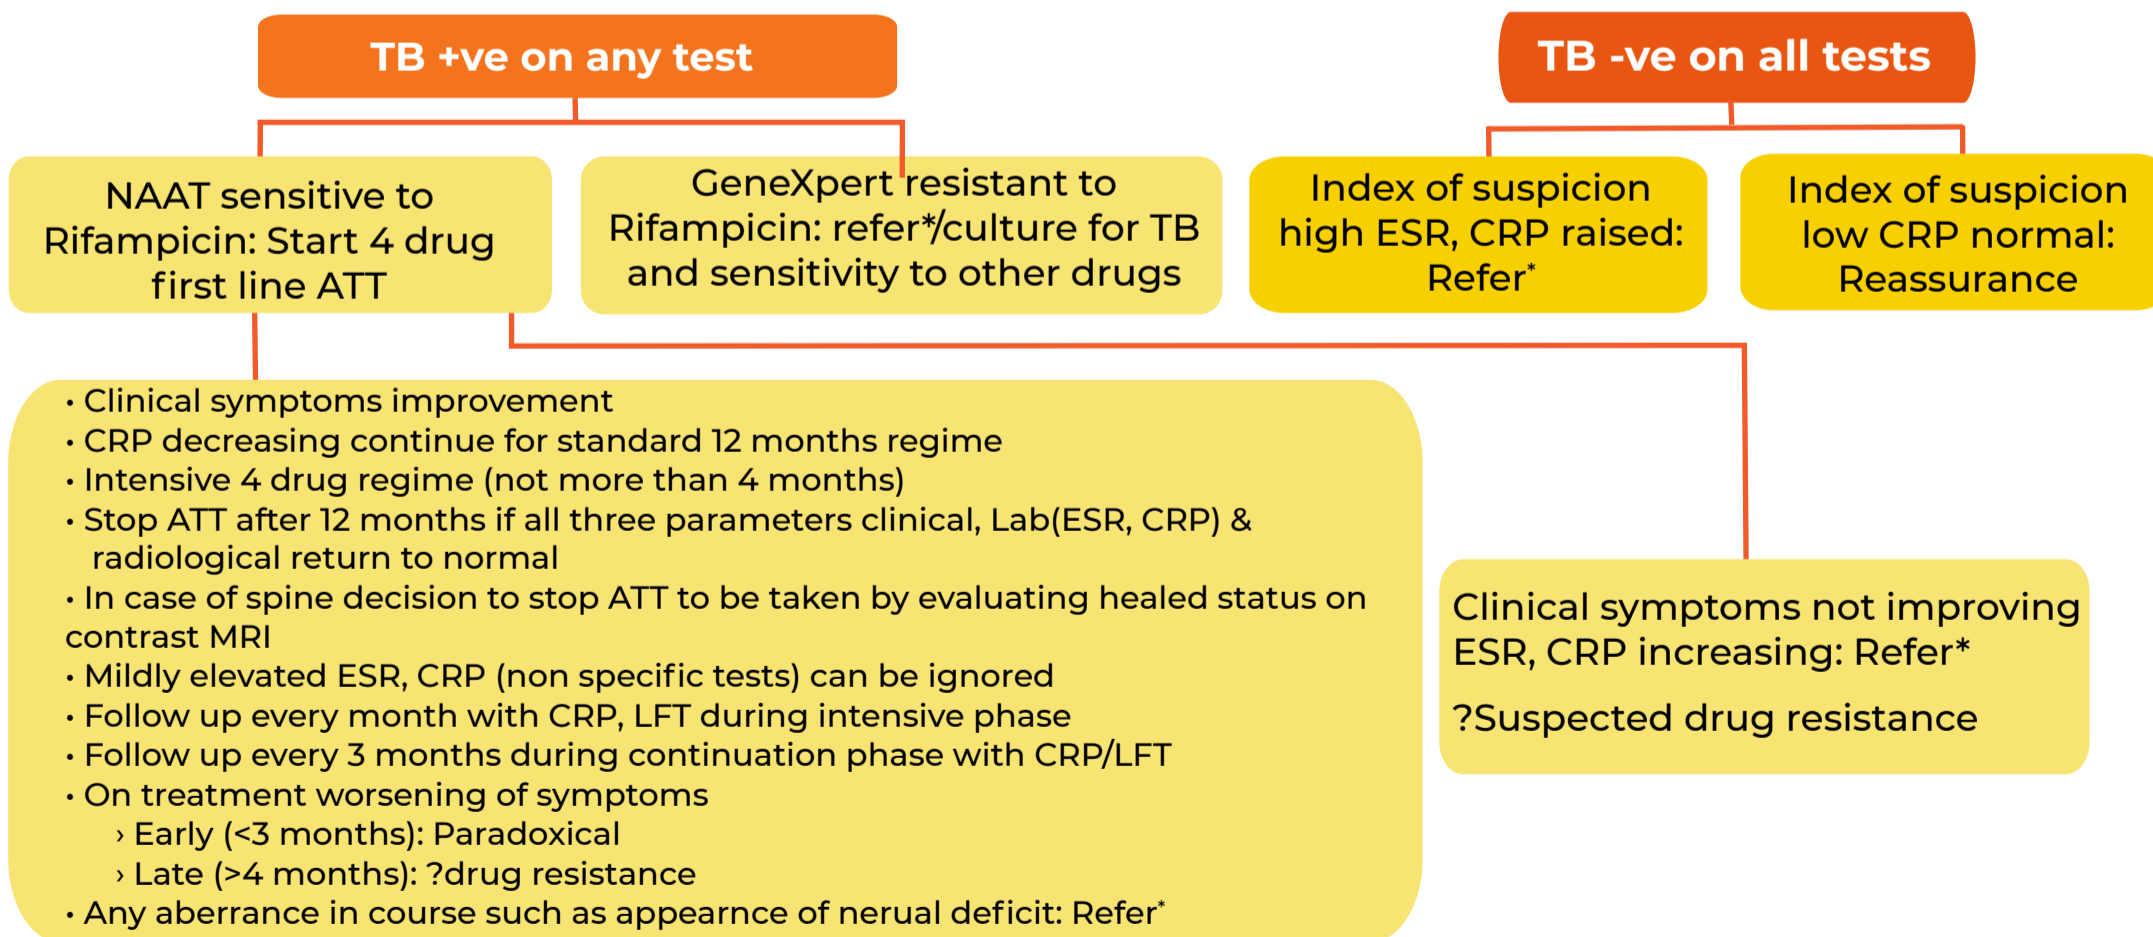 TB +ve on any test
TB -ve on all tests
NAAT sensitive to
Rifampicin: Start 4 drug
first line ATT
GeneXpert resistant to
Rifampicin: refer*/culture for TB
and sensitivity to other drugs
Index of suspicion
high ESR, CRP raised:
Refer*
Index of suspicion
low CRP normal:
Reassurance
• Clinical symptoms improvement
• CRP decreasing continue for standard 12 months regime
• Intensive 4 drug regime (not more than 4 months)
• Stop ATT after 12 months if all three parameters clinical, Lab(ESR, CRP) &
radiological return to normal
• In case of spine decision to stop ATT to be taken by evaluating healed status on
contrast MRI
• Mildly elevated ESR, CRP (non specific tests) can be ignored
• Follow up every month with CRP, LFT during intensive phase
• Follow up every 3 months during continuation phase with CRP/LFT
• On treatment worsening of symptoms
› Early (<3 months): Paradoxical
› Late (>4 months): ?drug resistance
• Any aberrance in course such as appearnce of nerual deficit: Refer*
Clinical symptoms not improving
ESR, CRP increasing: Refer*
?Suspected drug resistance